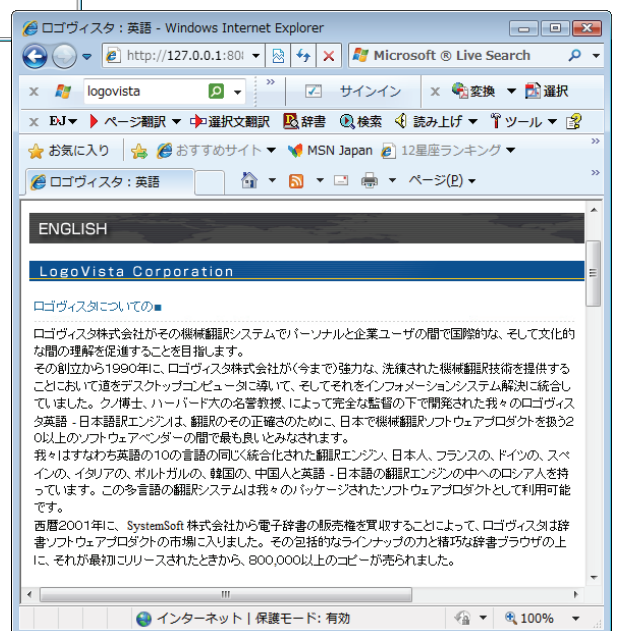 ロゴヴィスタ：英語 - Windows Internet Explorer
http://127.0.0.1:80 Microsoft ® Live Search
logovista サインイン 変換 選択
ページ翻訳 選択文翻訳 辞書 検索 読み上げ ツール
お気に入り おすすめサイト MSN Japan 12星座ランキング
ロゴヴィスタ：英語 ページ(P)
ENGLISH
LogoVista Corporation
ロゴヴィスタについての■
ロゴヴィスタ株式会社がその機械翻訳システムでパーソナルと企業ユーザの間で国際的な、そして文化的
な間の理解を促進することを目指します。
その創立から1990年に、ロゴヴィスタ株式会社が(今まで)強力な、洗練された機械翻訳技術を提供する
ことにおいて道をデスクトップコンピュータに導いて、そしてそれをインフォメーションシステム解決に統合し
ていました。クノ博士、ハーバード大の名誉教授、によって完全な監督の下で開発された我々のロゴヴィス
タ英語 - 日本語訳エンジンは、翻訳のその正確さのために、日本で機械翻訳ソフトウェアプロダクトを扱う2
0以上のソフトウェアベンダーの間で最も良いとみなされます。
我々はすなわち英語の10の言語の同じく統合化された翻訳エンジン、日本人、フランスの、ドイツの、スペ
インの、イタリアの、ポルトガルの、韓国の、中国人と英語 - 日本語の翻訳エンジンの中へのロシア人を持
っています。この多言語の翻訳システムは我々のパッケージされたソフトウェアプロダクトとして利用可能
です。
西暦2001年に、SystemSoft 株式会社から電子辞書の販売権を買収することによって、ロゴヴィスタは辞
書ソフトウェアプロダクトの市場に入りました。その包括的なラインナップの力と精巧な辞書ブラウザの上
に、それが最初にリリースされたときから、800,000以上のコピーが売られました。
インターネット | 保護モード: 有効 100%